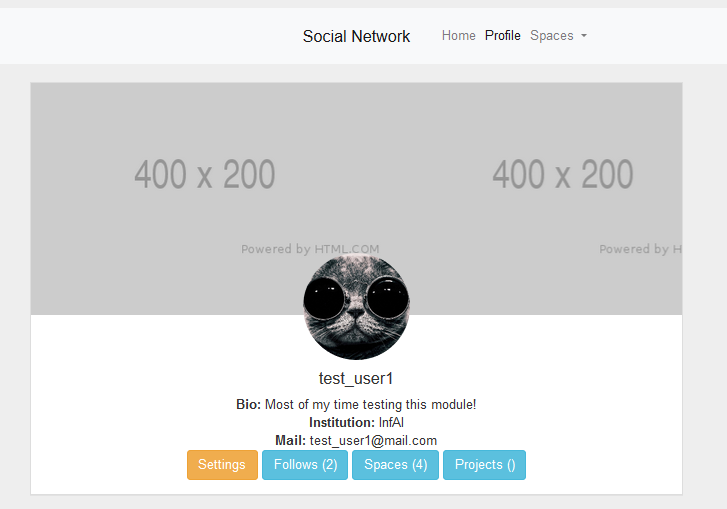 Social Network Home Profile Spaces
400 x 200 400 x 200
Powered by HTML.COM Powered by H
test_user1
Bio: Most of my time testing this module!
Institution: InfAI
Mail: test_user1@mail.com
Settings Follows (2) Spaces (4) Projects ()